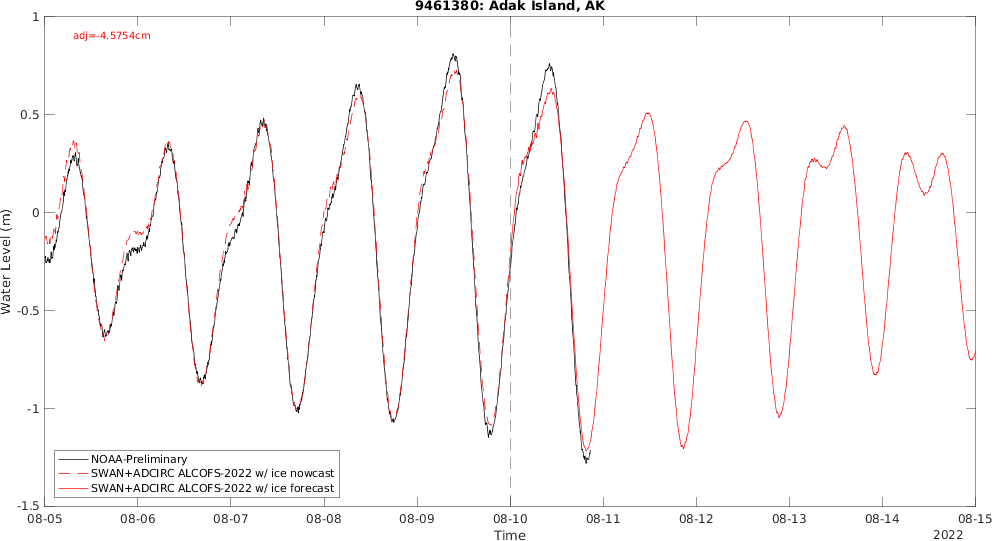 9461380: Adak Island, AK
adj=-4.5754cm
1
0.5
0
-0.5
-1
-1.5
Water Level (m)
NOAA-Preliminary
SWAN+ADCIRC ALCOFS-2022 w/ ice nowcast
SWAN+ADCIRC ALCOFS-2022 w/ ice forecast
08-05 08-06 08-07 08-08 08-09 08-10 08-11 08-12 08-13 08-14 08-15
Time
2022